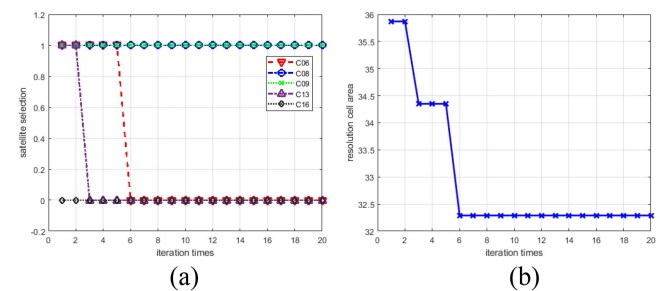 1.2
1
0.8
0.6
0.4
0.2
0
-0.2
satellite selection
C06
C08
C09
C13
C16
0 2 4 6 8 10 12 14 16 18 20
iteration times
(a)
36
35.5
35
34.5
34
33.5
33
32.5
32
resolution cell area
0 2 4 6 8 10 12 14 16 18 20
iteration times
(b)